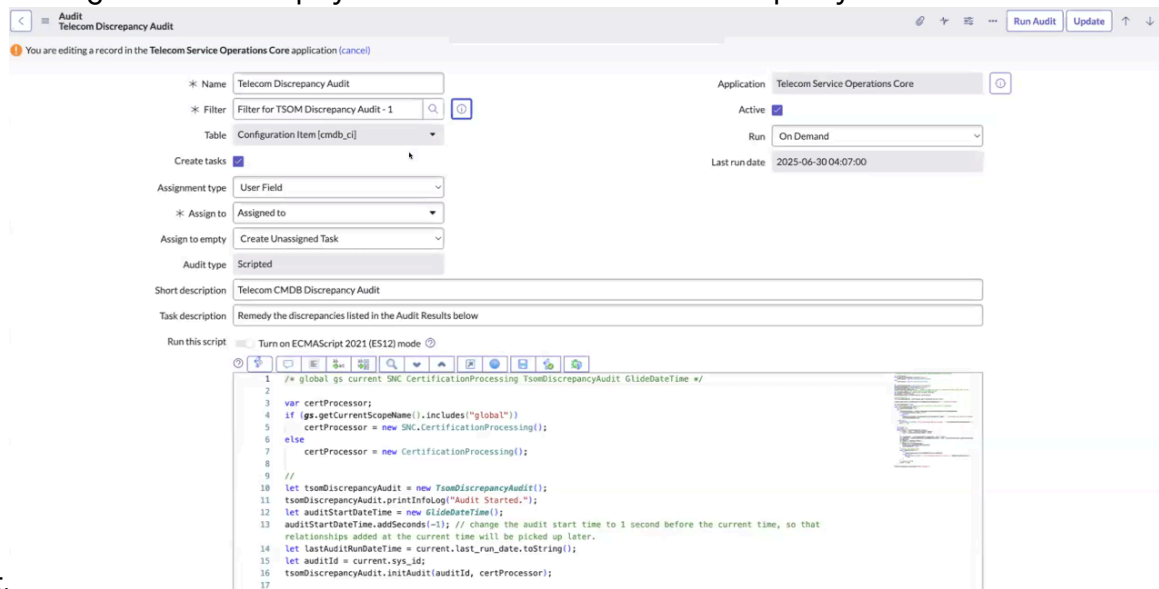 Audit
Telecom Discrepancy Audit
Run Audit Update
You are editing a record in the Telecom Service Operations Core application (cancel)
Name Telecom Discrepancy Audit
Application Telecom Service Operations Core
Filter Filter for TSOM Discrepancy Audit - 1
Active
Table Configuration Item [cmdb_ci]
Run On Demand
Create tasks
Last run date 2025-06-30 04:07:00
Assignment type User Field
Assign to Assigned to
Assign to empty Create Unassigned Task
Audit type Scripted
Short description Telecom CMDB Discrepancy Audit
Task description Remedy the discrepancies listed in the Audit Results below
Run this script Turn on ECMAScript 2021 (ES12) mode
1 /* global gs current SNC CertificationProcessing TsomDiscrepancyAudit GlideDateTime */
2
3 var certProcessor;
4 if (gs.getCurrentScopeName().includes("global"))
5 certProcessor = new SNC.CertificationProcessing();
6 else
7 certProcessor = new CertificationProcessing();
8
9 //
10 let tsomDiscrepancyAudit = new TsomDiscrepancyAudit();
11 tsomDiscrepancyAudit.printInfoLog("Audit Started.");
12 let auditStartDateTime = new GlideDateTime();
13 auditStartDateTime.addSeconds(-1); // change the audit start time to 1 second before the current time, so that
relationships added at the current time will be picked up later.
14 let lastAuditRunDateTime = current.last_run_date.toString();
15 let auditId = current.sys_id;
16 tsomDiscrepancyAudit.initAudit(auditId, certProcessor);
17